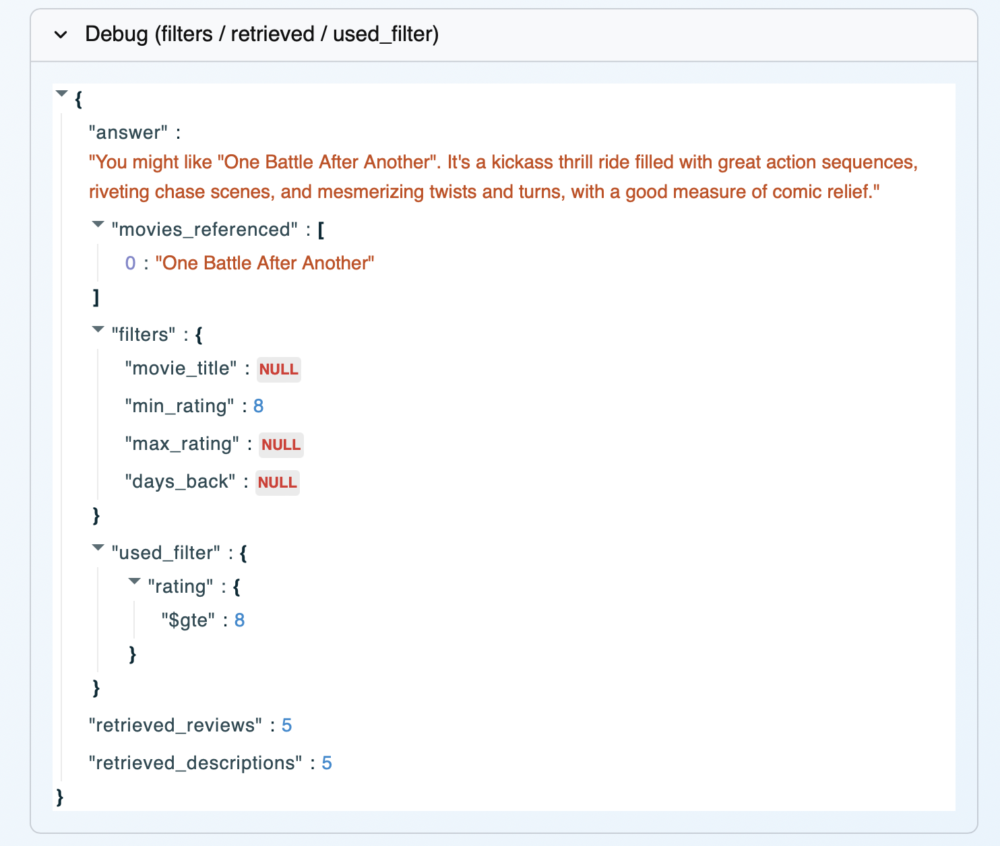 Debug (filters / retrieved / used_filter)
{
"answer" :
"You might like "One Battle After Another". It's a kickass thrill ride filled with great action sequences,
riveting chase scenes, and mesmerizing twists and turns, with a good measure of comic relief."
"movies_referenced" : [
0 : "One Battle After Another"
]
"filters" : {
"movie_title" : NULL
"min_rating" : 8
"max_rating" : NULL
"days_back" : NULL
}
"used_filter" : {
"rating" : {
"$gte" : 8
}
}
"retrieved_reviews" : 5
"retrieved_descriptions" : 5
}